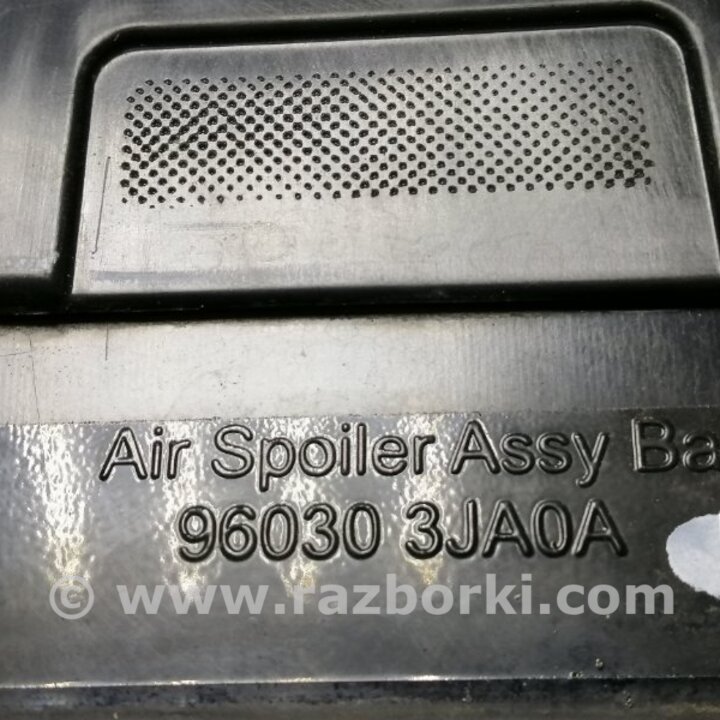 Air Spoiler Assy Ba
96030 3JA0A
© www.razborki.com